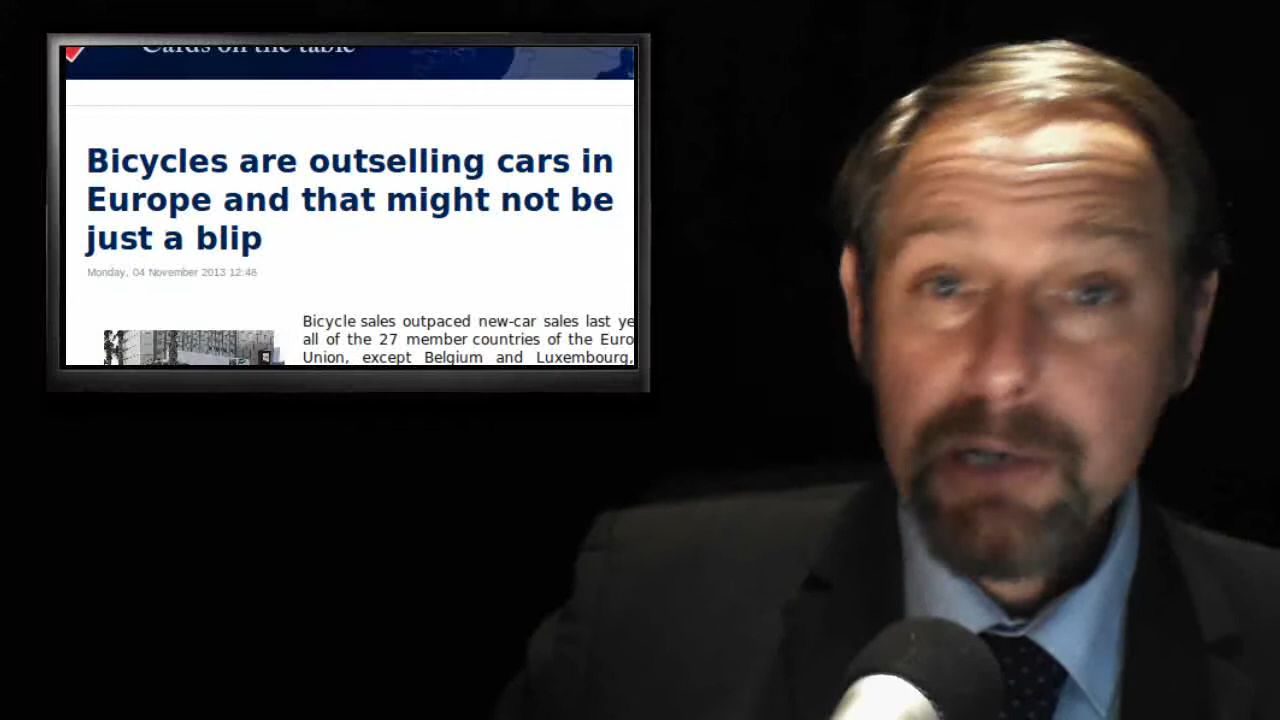 Cards on the table
Bicycles are outselling cars in
Europe and that might not be
just a blip
Monday, 04 November 2013 12:48
Bicycle sales outpaced new-car sales last ye
all of the 27 member countries of the Euro
Union, except Belgium and Luxembourg,